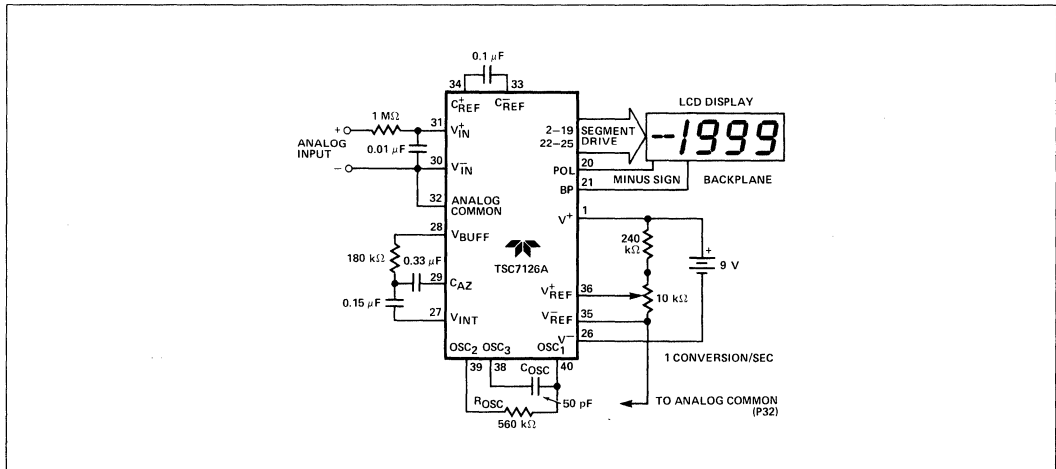 0.1 µF
34 33
C⁺REF C⁻REF
LCD DISPLAY
1 MΩ
31
V⁺IN
2–19 SEGMENT
22–25 DRIVE
-1999
+
ANALOG
INPUT
–
0.01 µF
30
V⁻IN
20
POL
MINUS SIGN BACKPLANE
21
BP
32
ANALOG
COMMON
1
V⁺
28
VBUFF
240
kΩ
+
9 V
180 kΩ
0.33 µF
29
CAZ
TSC7126A
36
V⁺REF
10 kΩ
0.15 µF
27
VINT
35
V⁻REF
26
V⁻
1 CONVERSION/SEC
OSC2 OSC3 OSC1
39 38 40
COSC
50 pF
ROSC
560 kΩ
TO ANALOG COMMON
(P32)